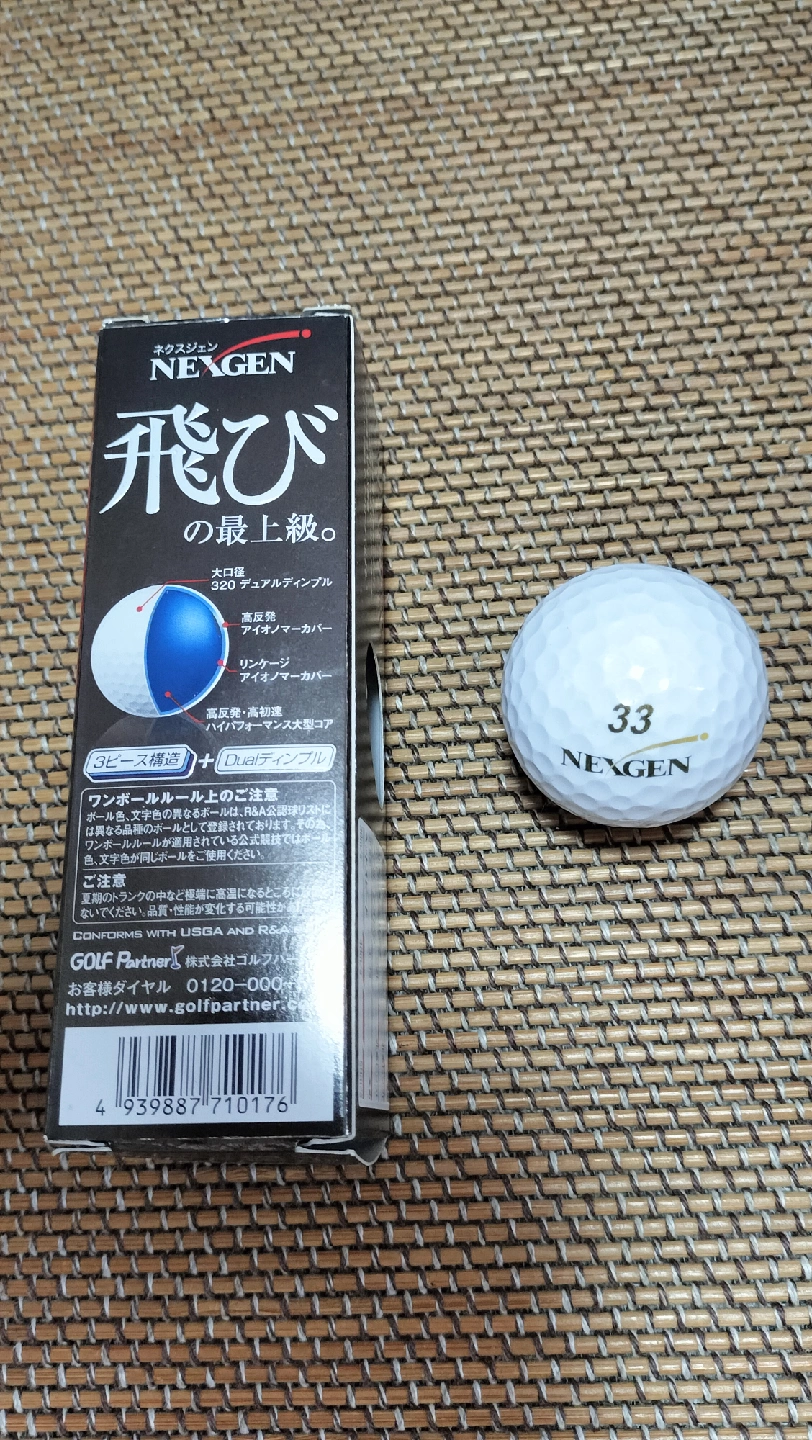 ネクスジェン
NEXGEN
飛び
の最上級。
大口径
320 デュアルディンプル
高反発
アイオノマーカバー
リンケージ
アイオノマーカバー
高反発・高初速
ハイパフォーマンス大型コア
3ピース構造 + Dualディンプル
ワンボールルール上のご注意
ボール色、文字色の異なるボールは、R&A公認球リストに
は異なる品種のボールとして登録されております。その為、
ワンボールルールが適用されている公式競技ではボール
色、文字色が同じボールをご使用ください。
ご注意
夏期のトランクの中など極端に高温になるところに
ないでください。品質・性能が変化する可能性が
CONFORMS WITH USGA AND R&A
GOLF Partner 株式会社ゴルフパー
お客様ダイヤル 0120-000-
http://www.golfpartner.co
4 939887 710176
33
NEXGEN